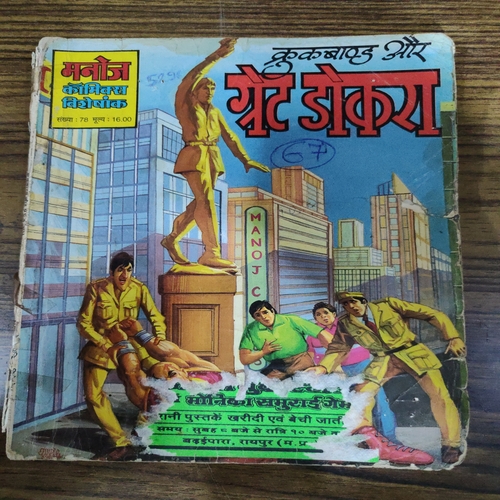 मनोज
कॉमिक्स
विशेषांक
संख्या : 78 मूल्य : 16.00
क्रुकबाण्ड और
ग्रेट डोकरा
67
MANOJ C
पुस्तकें खरीदी एवं बेची जाती
समय : सुबह ८ बजे से रात्रि १० बजे
बढ़ईपारा, रायपुर (म.प्र